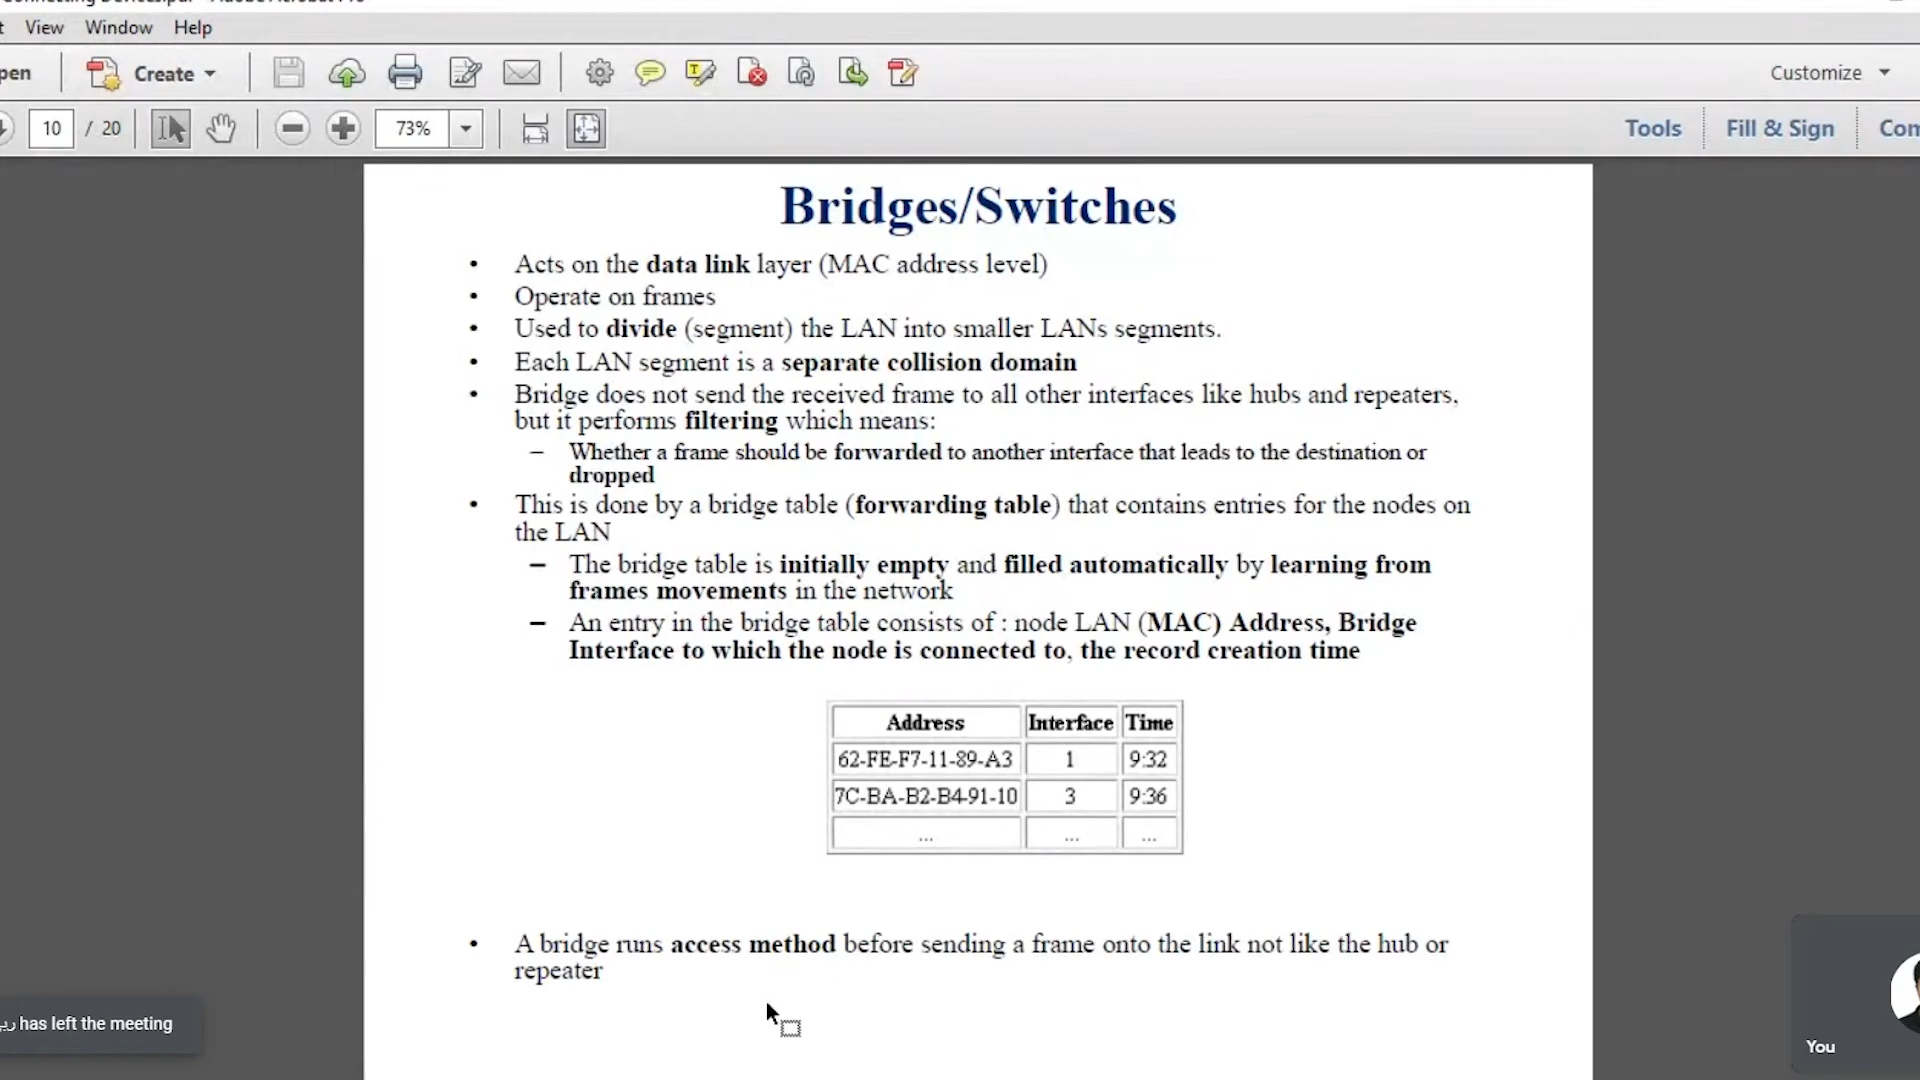 View Window Help
Create
Customize
10 / 20
73%
Tools
Fill & Sign
Bridges/Switches
• Acts on the data link layer (MAC address level)
• Operate on frames
• Used to divide (segment) the LAN into smaller LANs segments.
• Each LAN segment is a separate collision domain
• Bridge does not send the received frame to all other interfaces like hubs and repeaters,
but it performs filtering which means:
– Whether a frame should be forwarded to another interface that leads to the destination or
dropped
• This is done by a bridge table (forwarding table) that contains entries for the nodes on
the LAN
– The bridge table is initially empty and filled automatically by learning from
frames movements in the network
– An entry in the bridge table consists of : node LAN (MAC) Address, Bridge
Interface to which the node is connected to, the record creation time
Address Interface Time
62-FE-F7-11-89-A3 1 9:32
7C-BA-B2-B4-91-10 3 9:36
... ... ...
• A bridge runs access method before sending a frame onto the link not like the hub or
repeater
has left the meeting
You